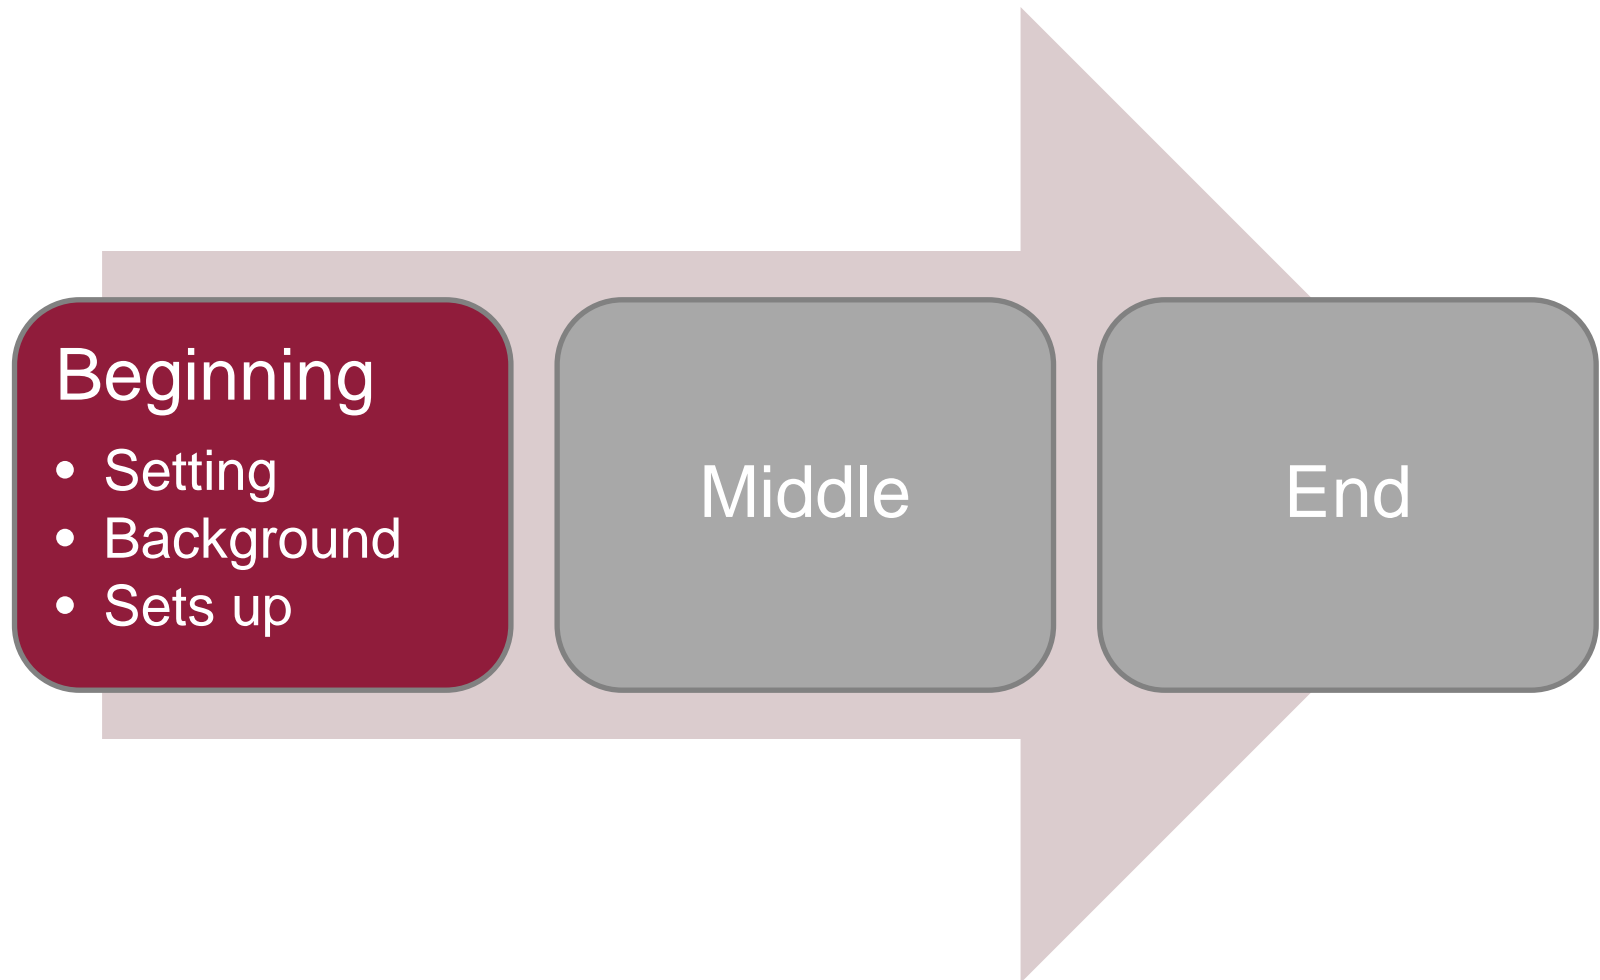 Beginning
• Setting
• Background
• Sets up
Middle
End